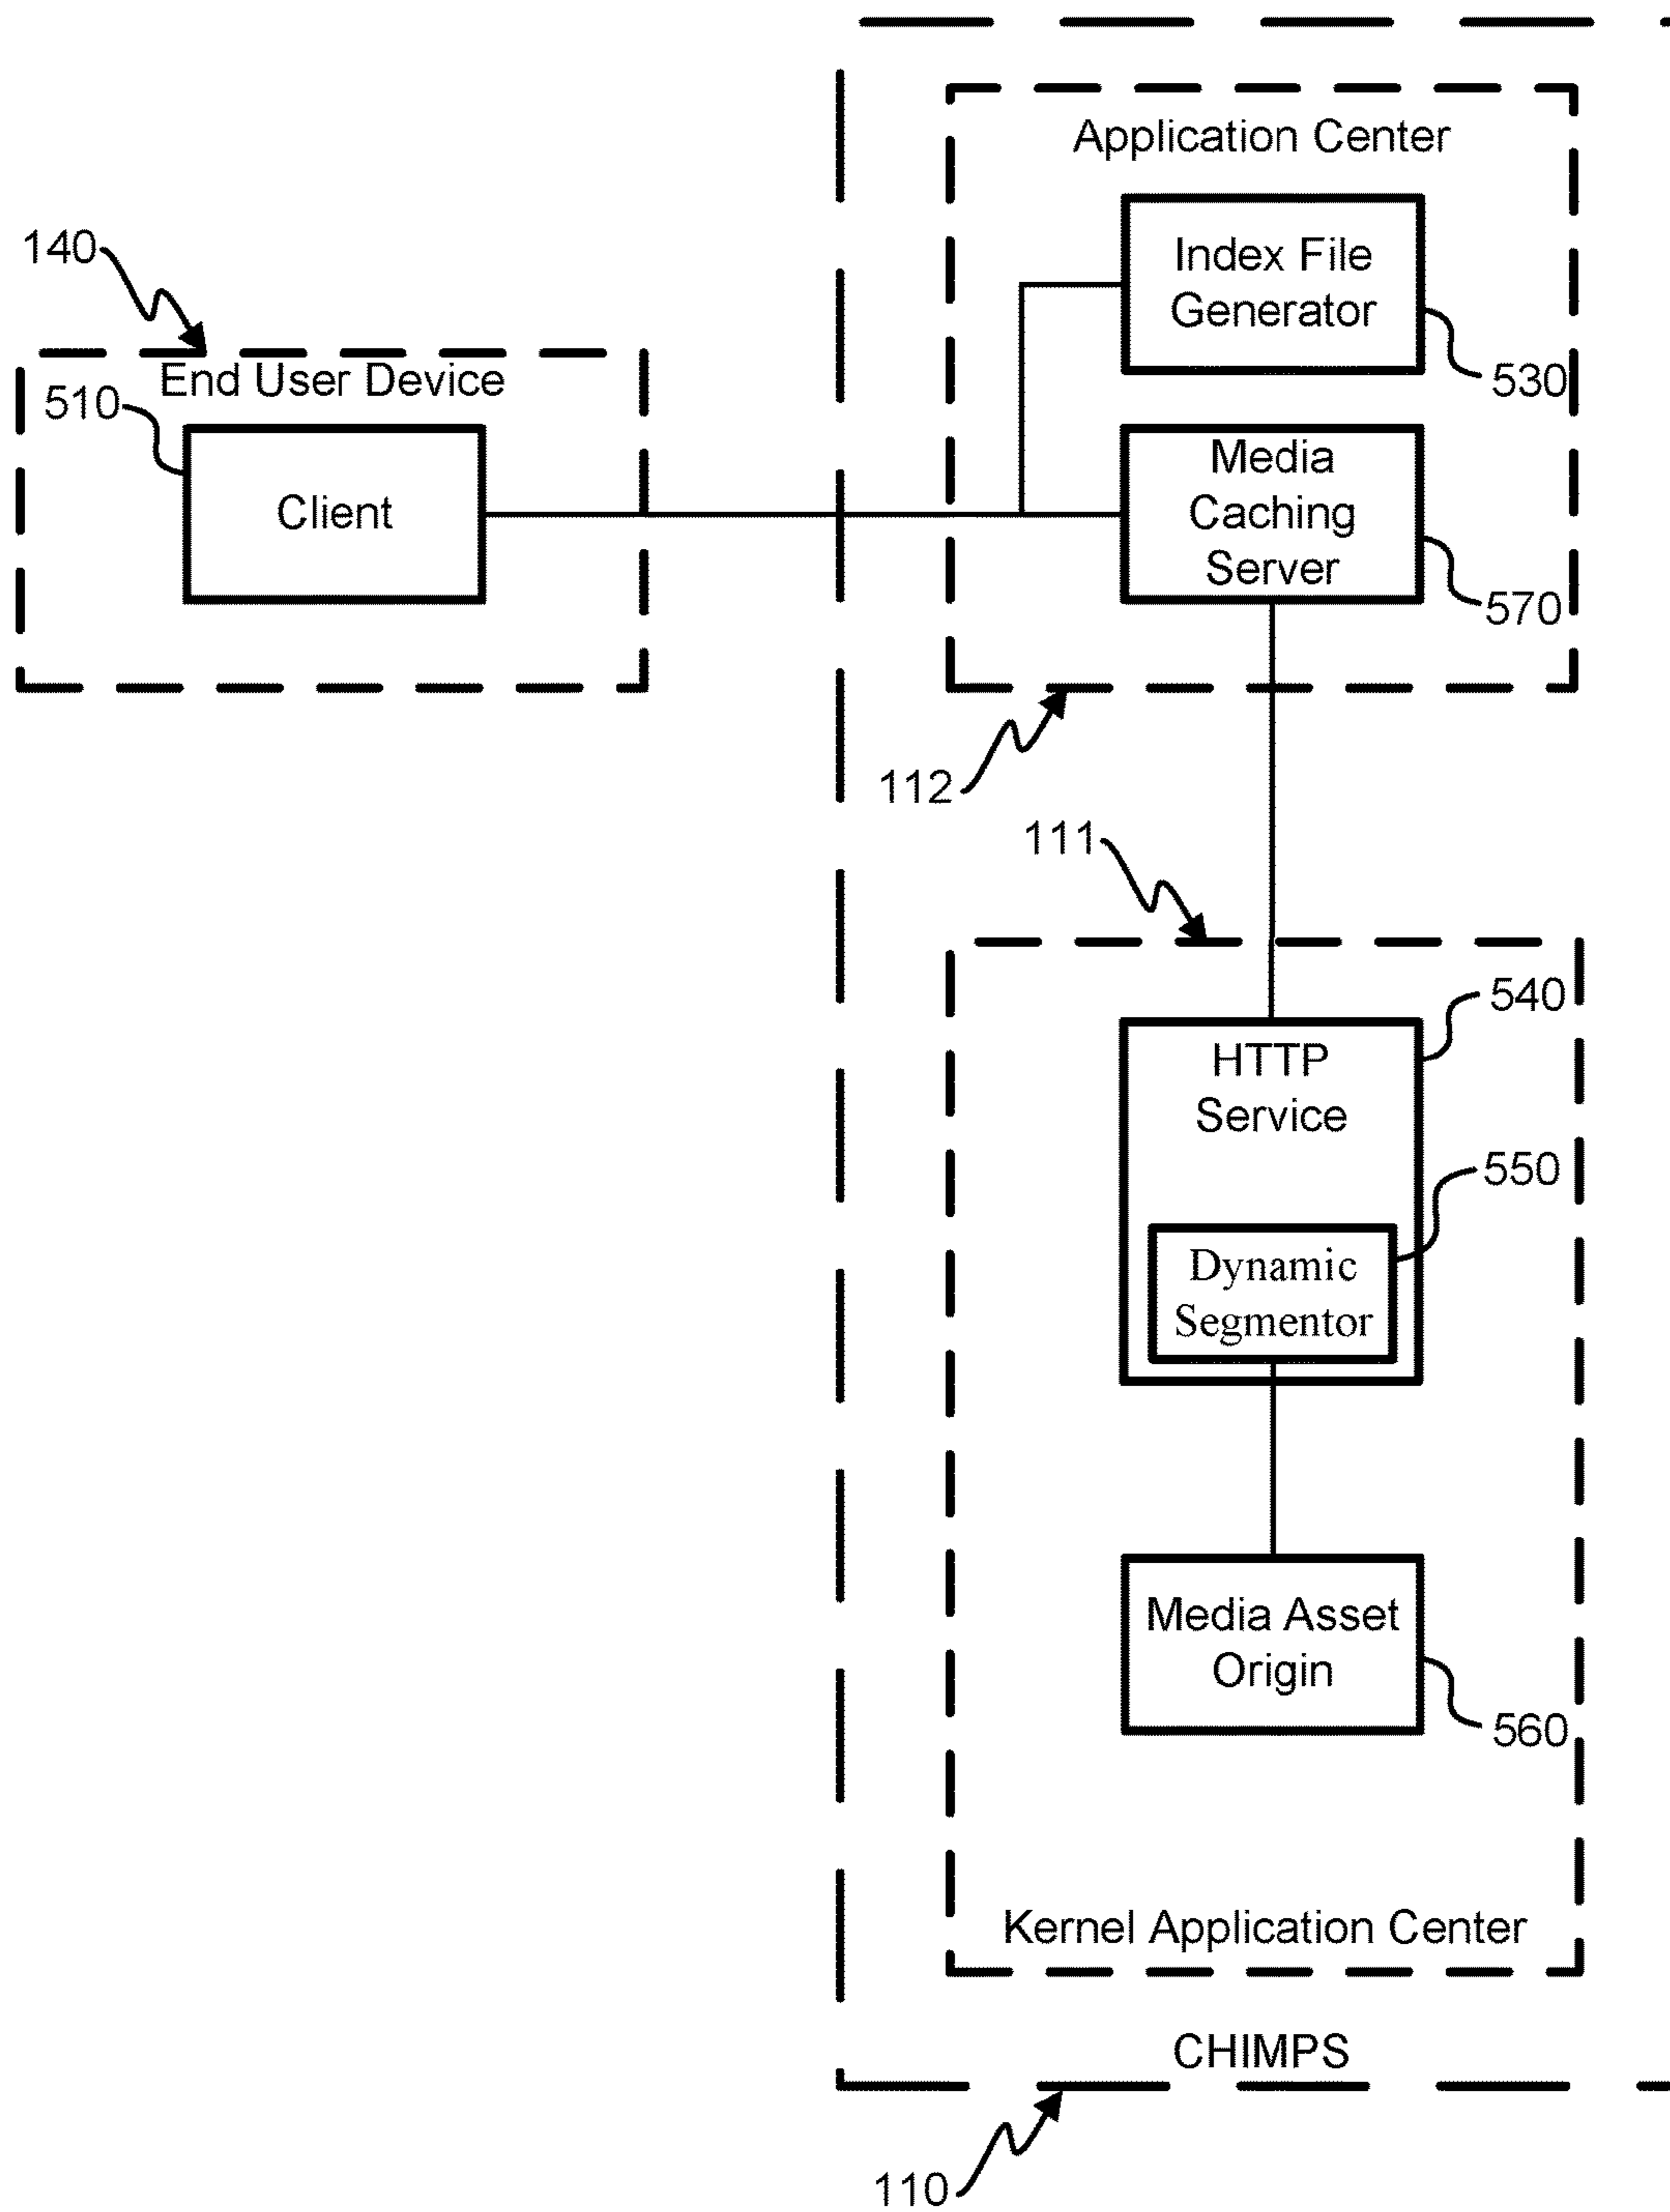 Application Center
140
Index File
Generator
530
End User Device
510
Client
Media
Caching
Server
570
112
111
540
HTTP
Service
550
Dynamic
Segmentor
Media Asset
Origin
560
Kernel Application Center
CHIMPS
110